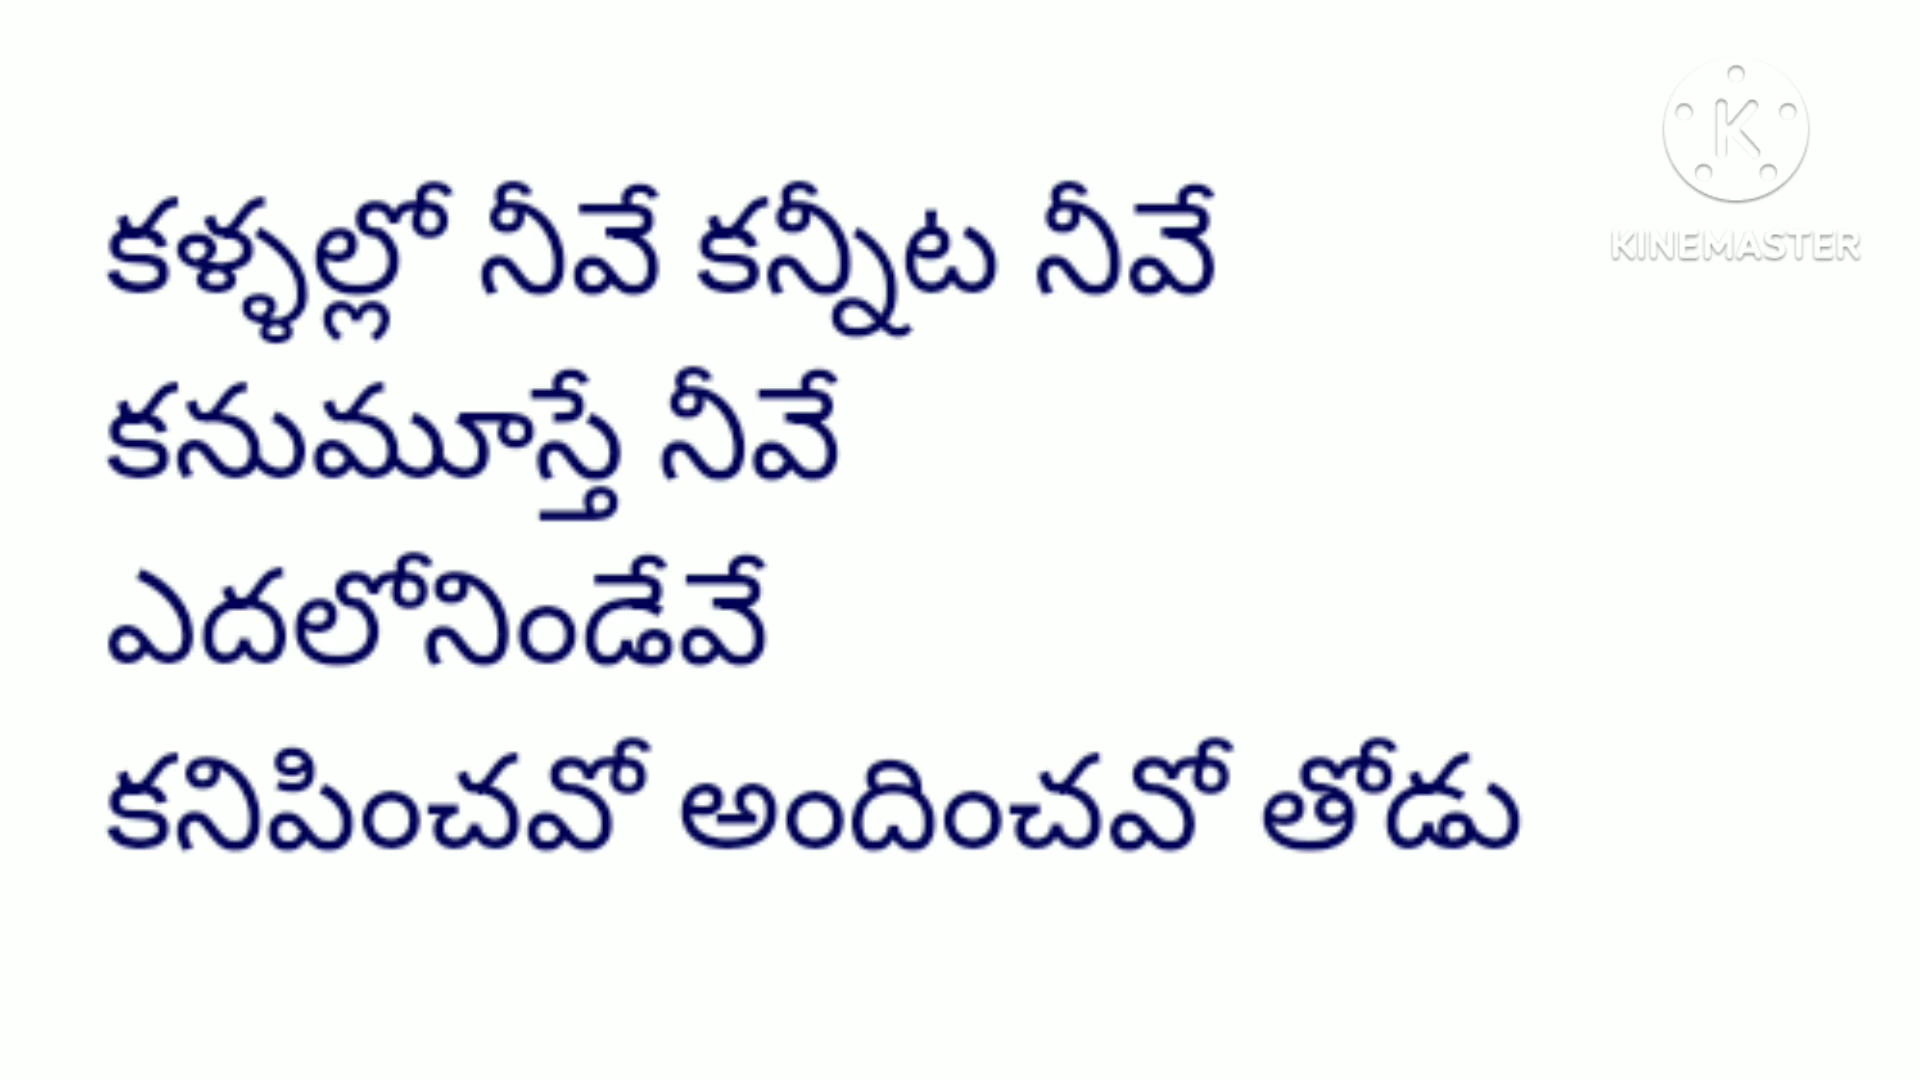 కళ్ళల్లో నీవే కన్నీట నీవే
కనుమూస్తే నీవే
ఎదలోనిండేవే
కనిపించవో అందించవో తోడు
KINEMASTER